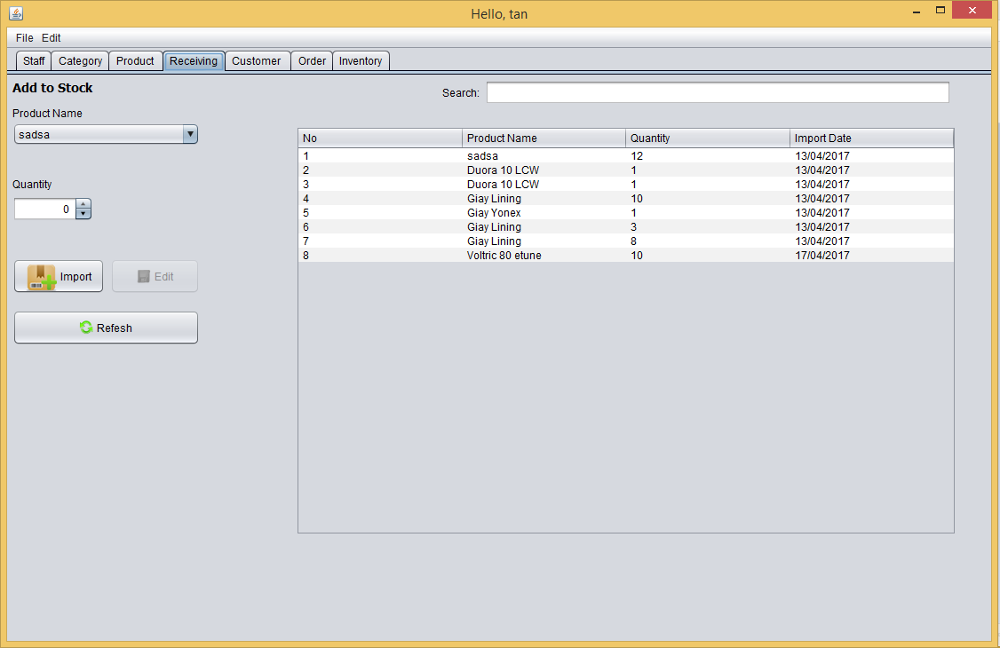 Hello, tan
File Edit
Staff Category Product Receiving Customer Order Inventory
Add to Stock
Search:
Product Name
sadsa
Quantity
0
Import Edit
Refesh
No Product Name Quantity Import Date
1 sadsa 12 13/04/2017
2 Duora 10 LCW 1 13/04/2017
3 Duora 10 LCW 1 13/04/2017
4 Giay Lining 10 13/04/2017
5 Giay Yonex 1 13/04/2017
6 Giay Lining 3 13/04/2017
7 Giay Lining 8 13/04/2017
8 Voltric 80 etune 10 17/04/2017